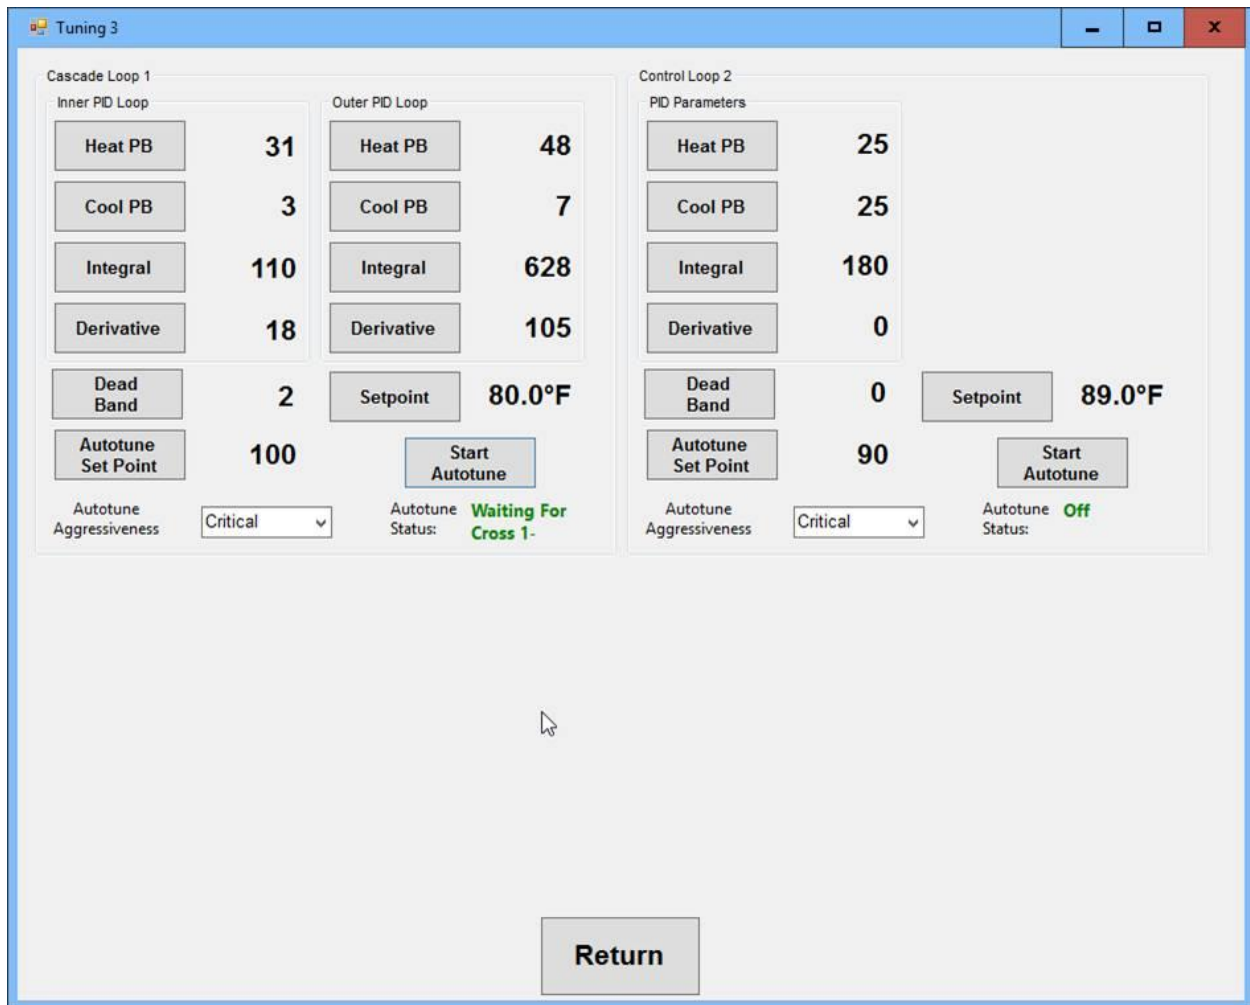 Tuning 3
Cascade Loop 1
Inner PID Loop
Heat PB 31
Cool PB 3
Integral 110
Derivative 18
Outer PID Loop
Heat PB 48
Cool PB 7
Integral 628
Derivative 105
Dead
Band
2
Setpoint 80.0°F
Autotune
Set Point
100
Start
Autotune
Autotune
Aggressiveness
Critical
Autotune
Status:
Waiting For
Cross 1-
Control Loop 2
PID Parameters
Heat PB 25
Cool PB 25
Integral 180
Derivative 0
Dead
Band
0
Setpoint 89.0°F
Autotune
Set Point
90
Start
Autotune
Autotune
Aggressiveness
Critical
Autotune
Status:
Off
Return